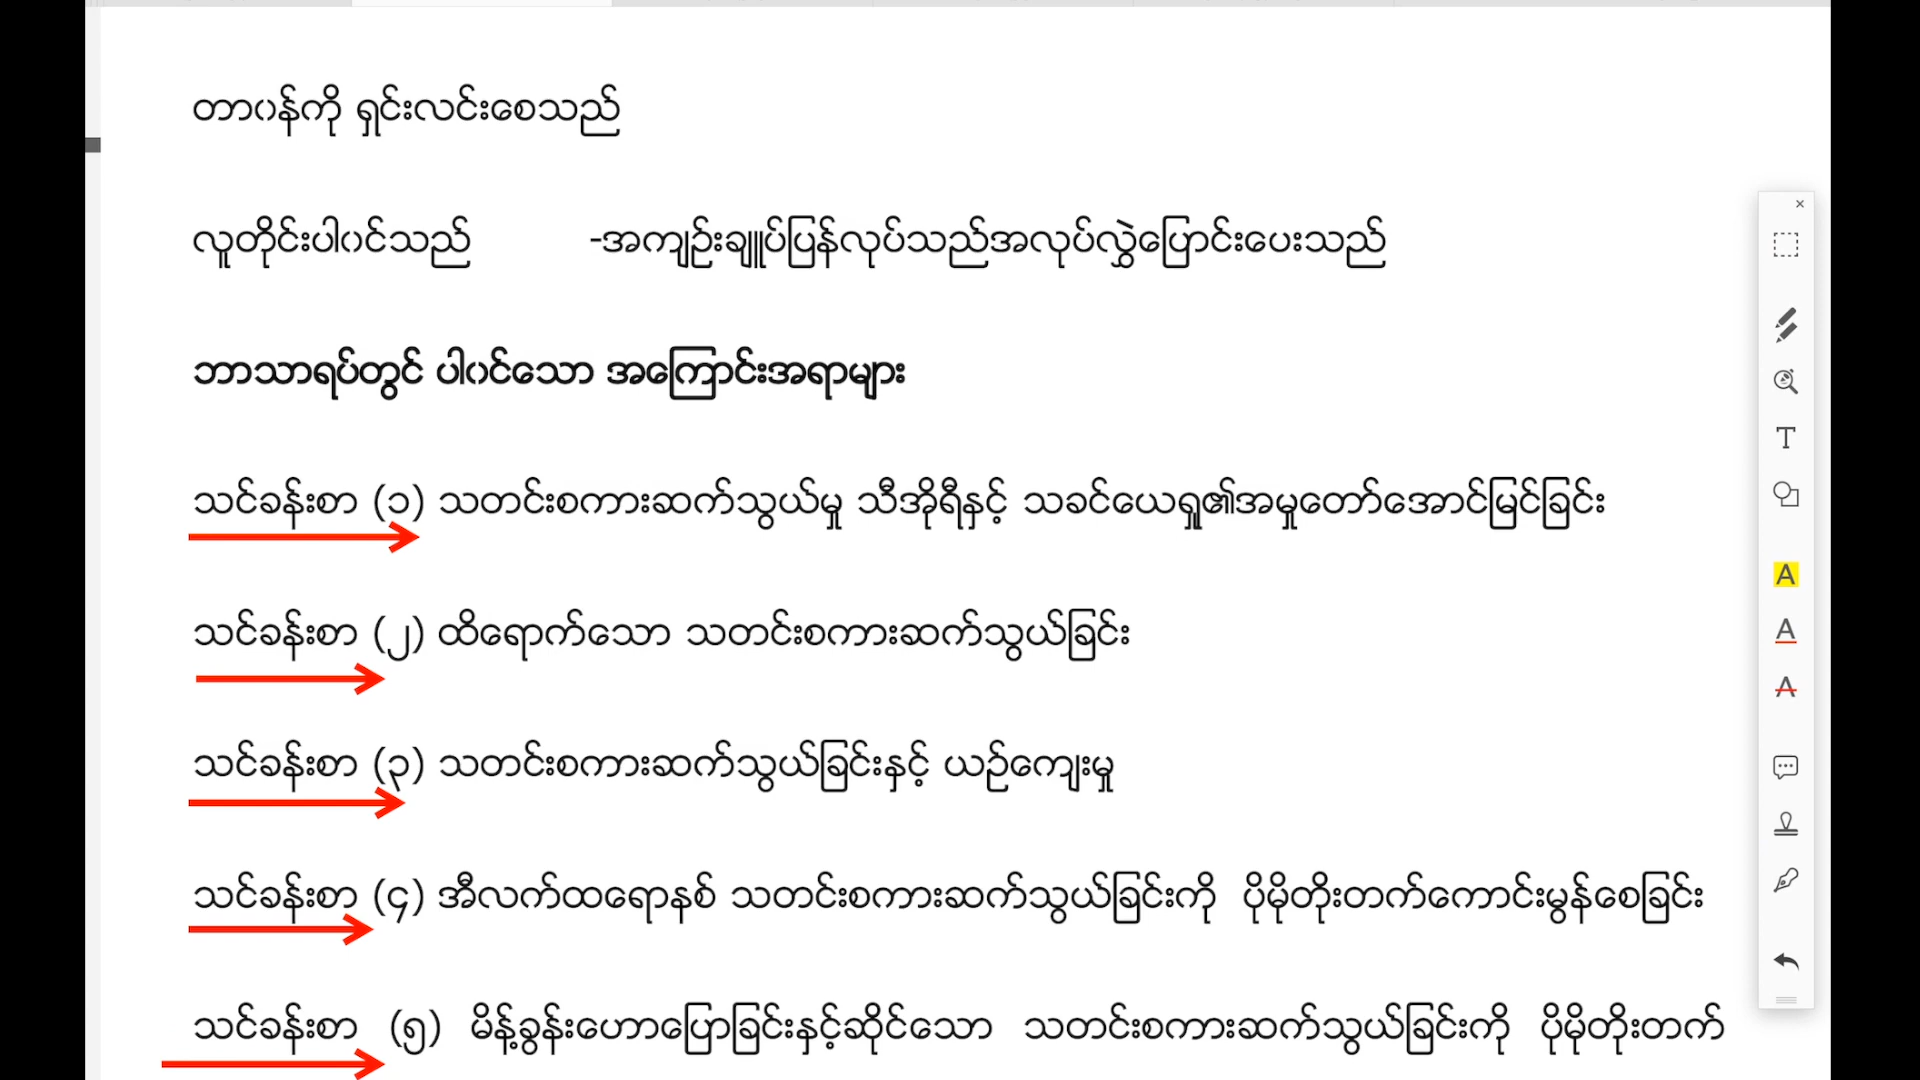 တာဝန်ကို ရှင်းလင်းစေသည်
လူတိုင်းပါဝင်သည် -အကျဉ်းချျူပ်ပြန်လုပ်သည်အလုပ်လွှဲပြောင်းပေးသည်
ဘာသာရပ်တွင် ပါဝင်သော အကြောင်းအရာများ
သင်ခန်းစာ (၁) သတင်းစကားဆက်သွယ်မှု သီအိုရီနှင့် သခင်ယေရှု၏အမှုတော်အောင်မြင်ခြင်း
သင်ခန်းစာ (၂) ထိရောက်သော သတင်းစကားဆက်သွယ်ခြင်း
သင်ခန်းစာ (၃) သတင်းစကားဆက်သွယ်ခြင်းနှင့် ယဉ်ကျေးမှု
သင်ခန်းစာ (၄) အီလက်ထရောနစ် သတင်းစကားဆက်သွယ်ခြင်းကို ပိုမိုတိုးတက်ကောင်းမွန်စေခြင်း
သင်ခန်းစာ (၅) မိန့်ခွန်းဟောပြောခြင်းနှင့်ဆိုင်သော သတင်းစကားဆက်သွယ်ခြင်းကို ပိုမိုတိုးတက်
T
A
A
A